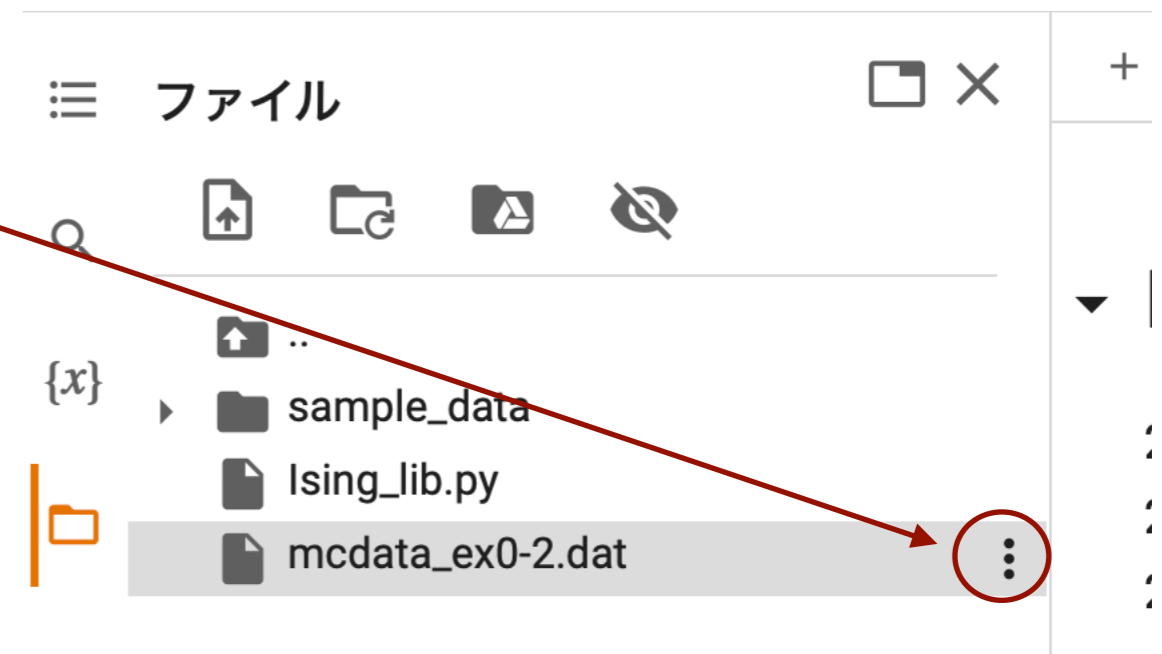 ファイル
..
{x}
sample_data
Ising_lib.py
mcdata_ex0-2.dat